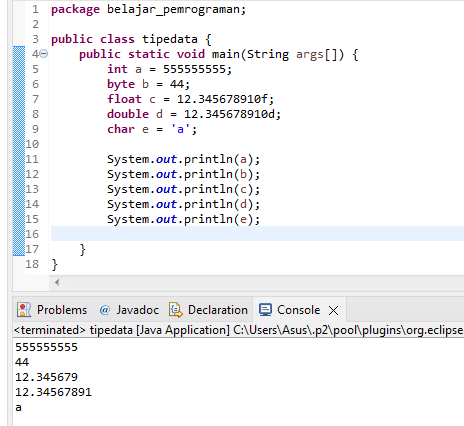 1 package belajar_pemrograman;
2
3 public class tipedata {
4 public static void main(String args[]) {
5 int a = 555555555;
6 byte b = 44;
7 float c = 12.345678910f;
8 double d = 12.345678910d;
9 char e = 'a';
10
11 System.out.println(a);
12 System.out.println(b);
13 System.out.println(c);
14 System.out.println(d);
15 System.out.println(e);
16
17 }
18 }
Problems @ Javadoc Declaration Console
<terminated> tipedata [Java Application] C:\Users\Asus\.p2\pool\plugins\org.eclipse
555555555
44
12.345679
12.34567891
a